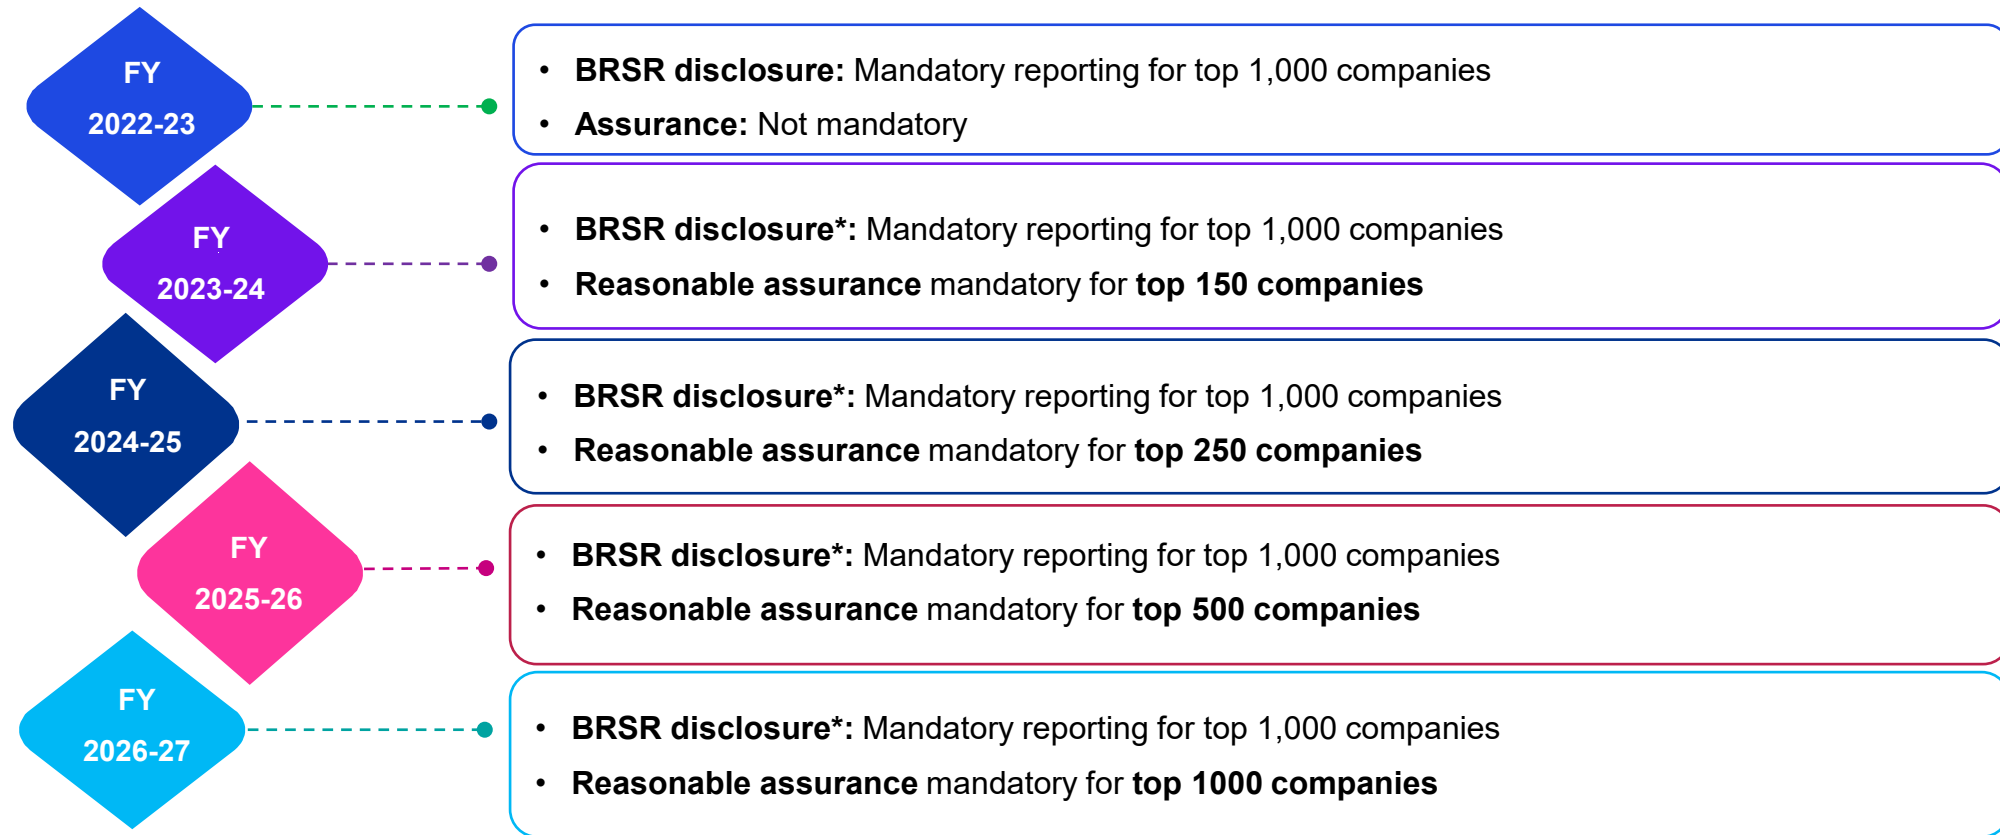 FY
2022-23
• BRSR disclosure: Mandatory reporting for top 1,000 companies
• Assurance: Not mandatory
FY
2023-24
• BRSR disclosure*: Mandatory reporting for top 1,000 companies
• Reasonable assurance mandatory for top 150 companies
FY
2024-25
• BRSR disclosure*: Mandatory reporting for top 1,000 companies
• Reasonable assurance mandatory for top 250 companies
FY
2025-26
• BRSR disclosure*: Mandatory reporting for top 1,000 companies
• Reasonable assurance mandatory for top 500 companies
FY
2026-27
• BRSR disclosure*: Mandatory reporting for top 1,000 companies
• Reasonable assurance mandatory for top 1000 companies